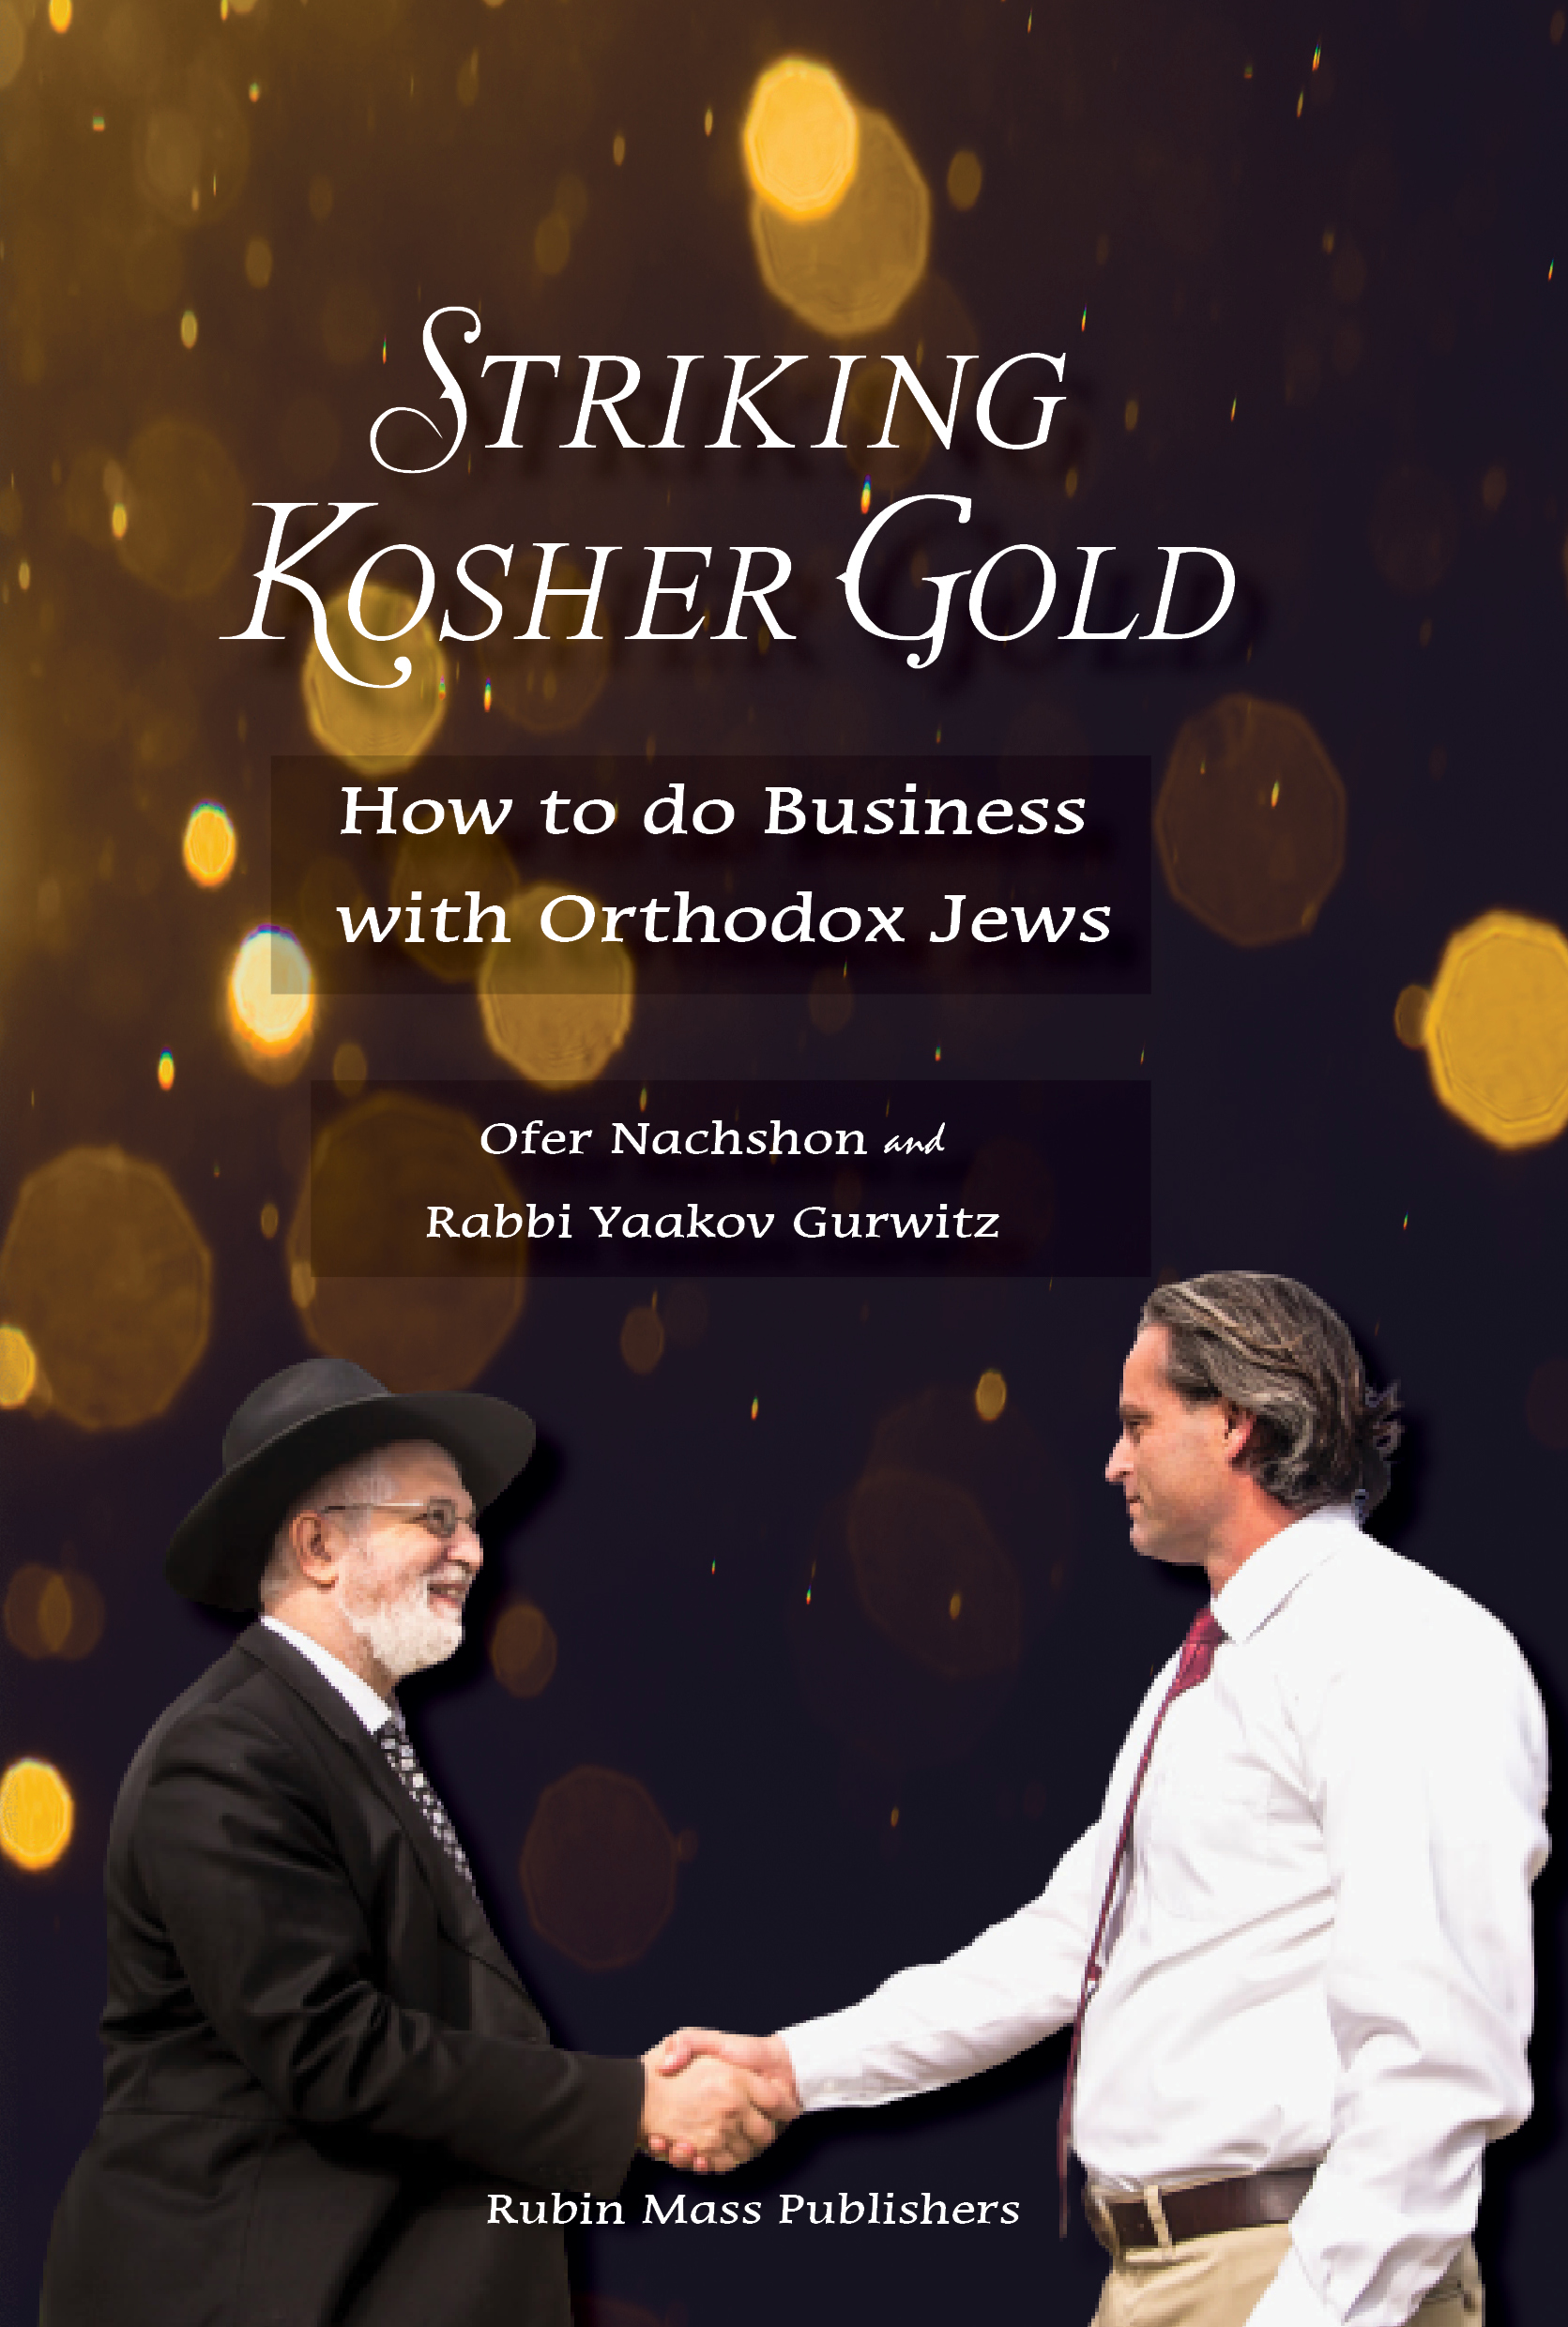 Striking
Kosher Gold
How to do Business
with Orthodox Jews
Ofer Nachshon and
Rabbi Yaakov Gurwitz
Rubin Mass Publishers